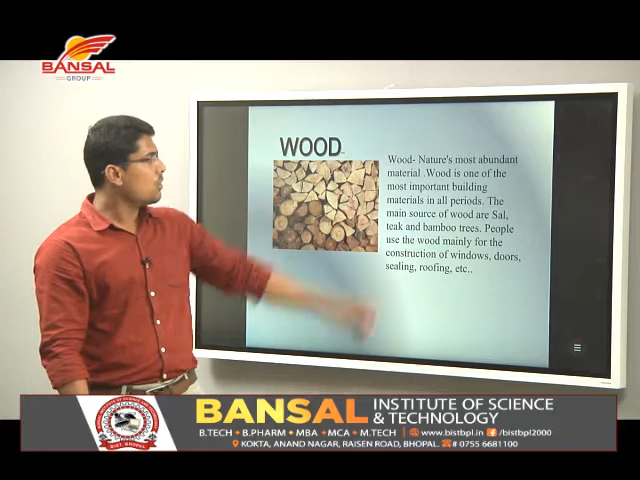 BANSAL
GROUP
WOOD
Wood- Nature's most abundant
material .Wood is one of the
most important building
materials in all periods. The
main source of wood are Sal,
teak and bamboo trees. People
use the wood mainly for the
construction of windows, doors,
sealing, roofing, etc..
BANSAL INSTITUTE OF SCIENCE
& TECHNOLOGY
B.TECH • B.PHARM • MBA • MCA • M.TECH | www.bistbpl.in /bistbpl2000
KOKTA, ANAND NAGAR, RAISEN ROAD, BHOPAL. # 0755 6681100
BIST, BHOPAL